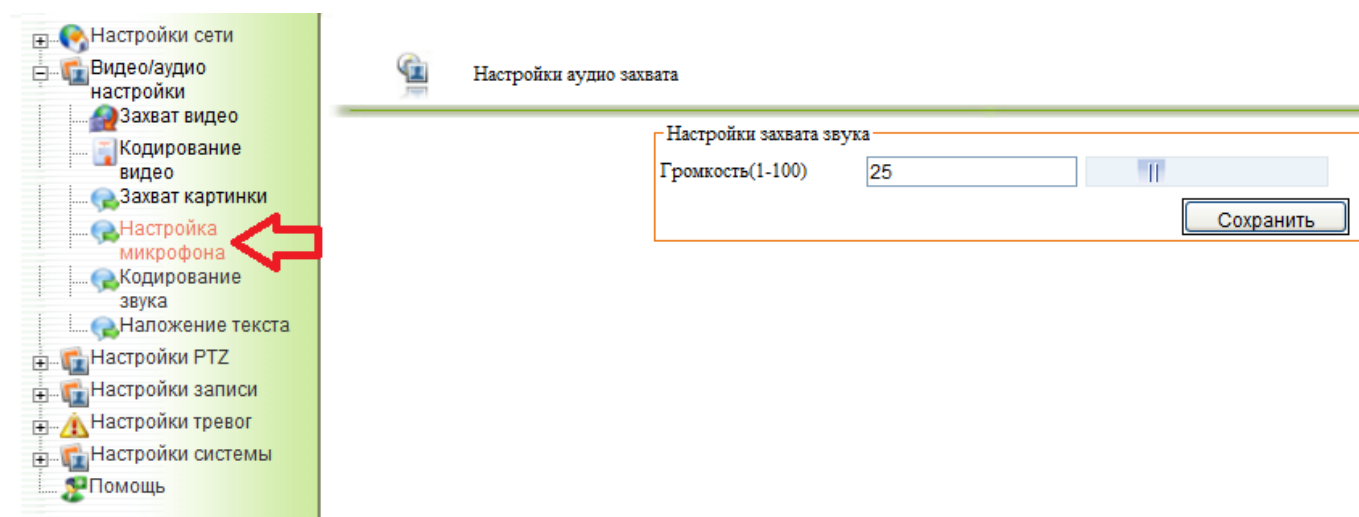 Настройки сети
Видео/аудио
настройки
Захват видео
Кодирование
видео
Захват картинки
Настройка
микрофона
Кодирование
звука
Наложение текста
Настройки PTZ
Настройки записи
Настройки тревог
Настройки системы
Помощь
Настройки аудио захвата
Настройки захвата звука
Громкость(1-100) 25
Сохранить